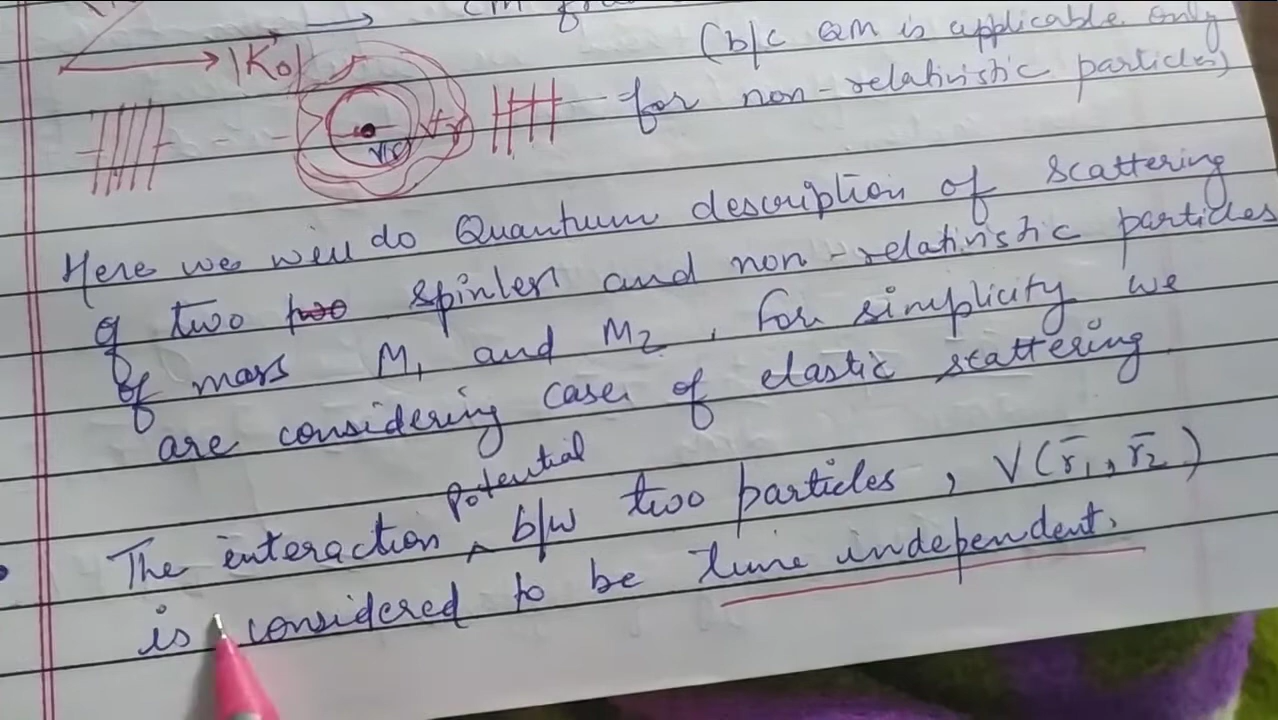 CM
(b/c QM is applicable only
|K₀|
for non-relativistic particles)
V(r)
Here we will do Quantum description of scattering
of two spinless and non-relativistic particles
of mass M₁ and M₂, for simplicity we
are considering case of elastic scattering
potential
The interaction ^ b/w two particles, V(r̄₁, r̄₂)
is considered to be time independent.